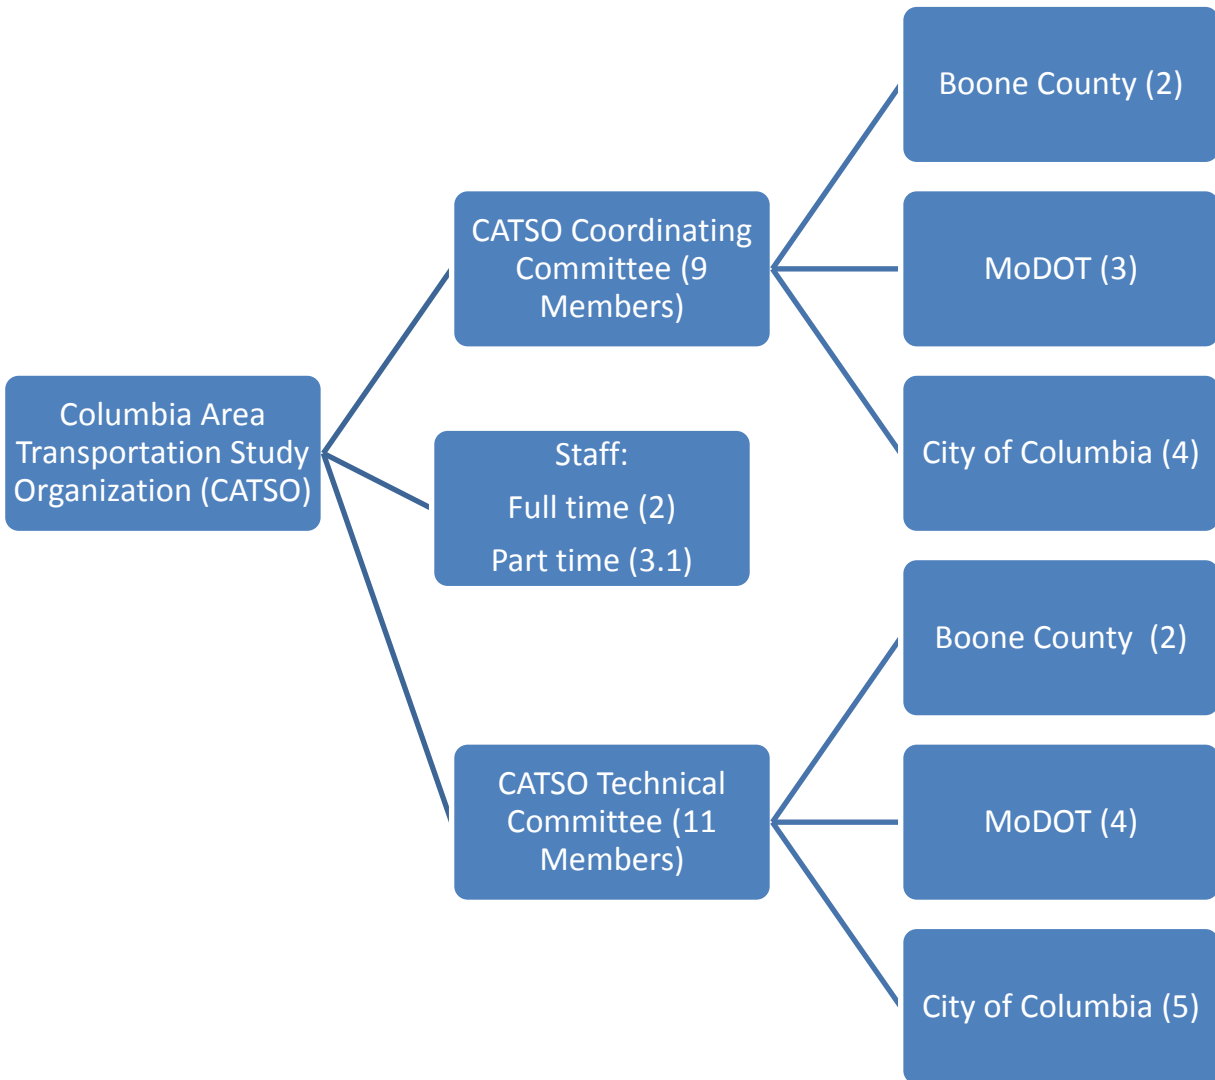 Columbia Area
Transportation Study
Organization (CATSO)
CATSO Coordinating
Committee (9
Members)
Boone County (2)
MoDOT (3)
City of Columbia (4)
Staff:
Full time (2)
Part time (3.1)
CATSO Technical
Committee (11
Members)
Boone County  (2)
MoDOT (4)
City of Columbia (5)